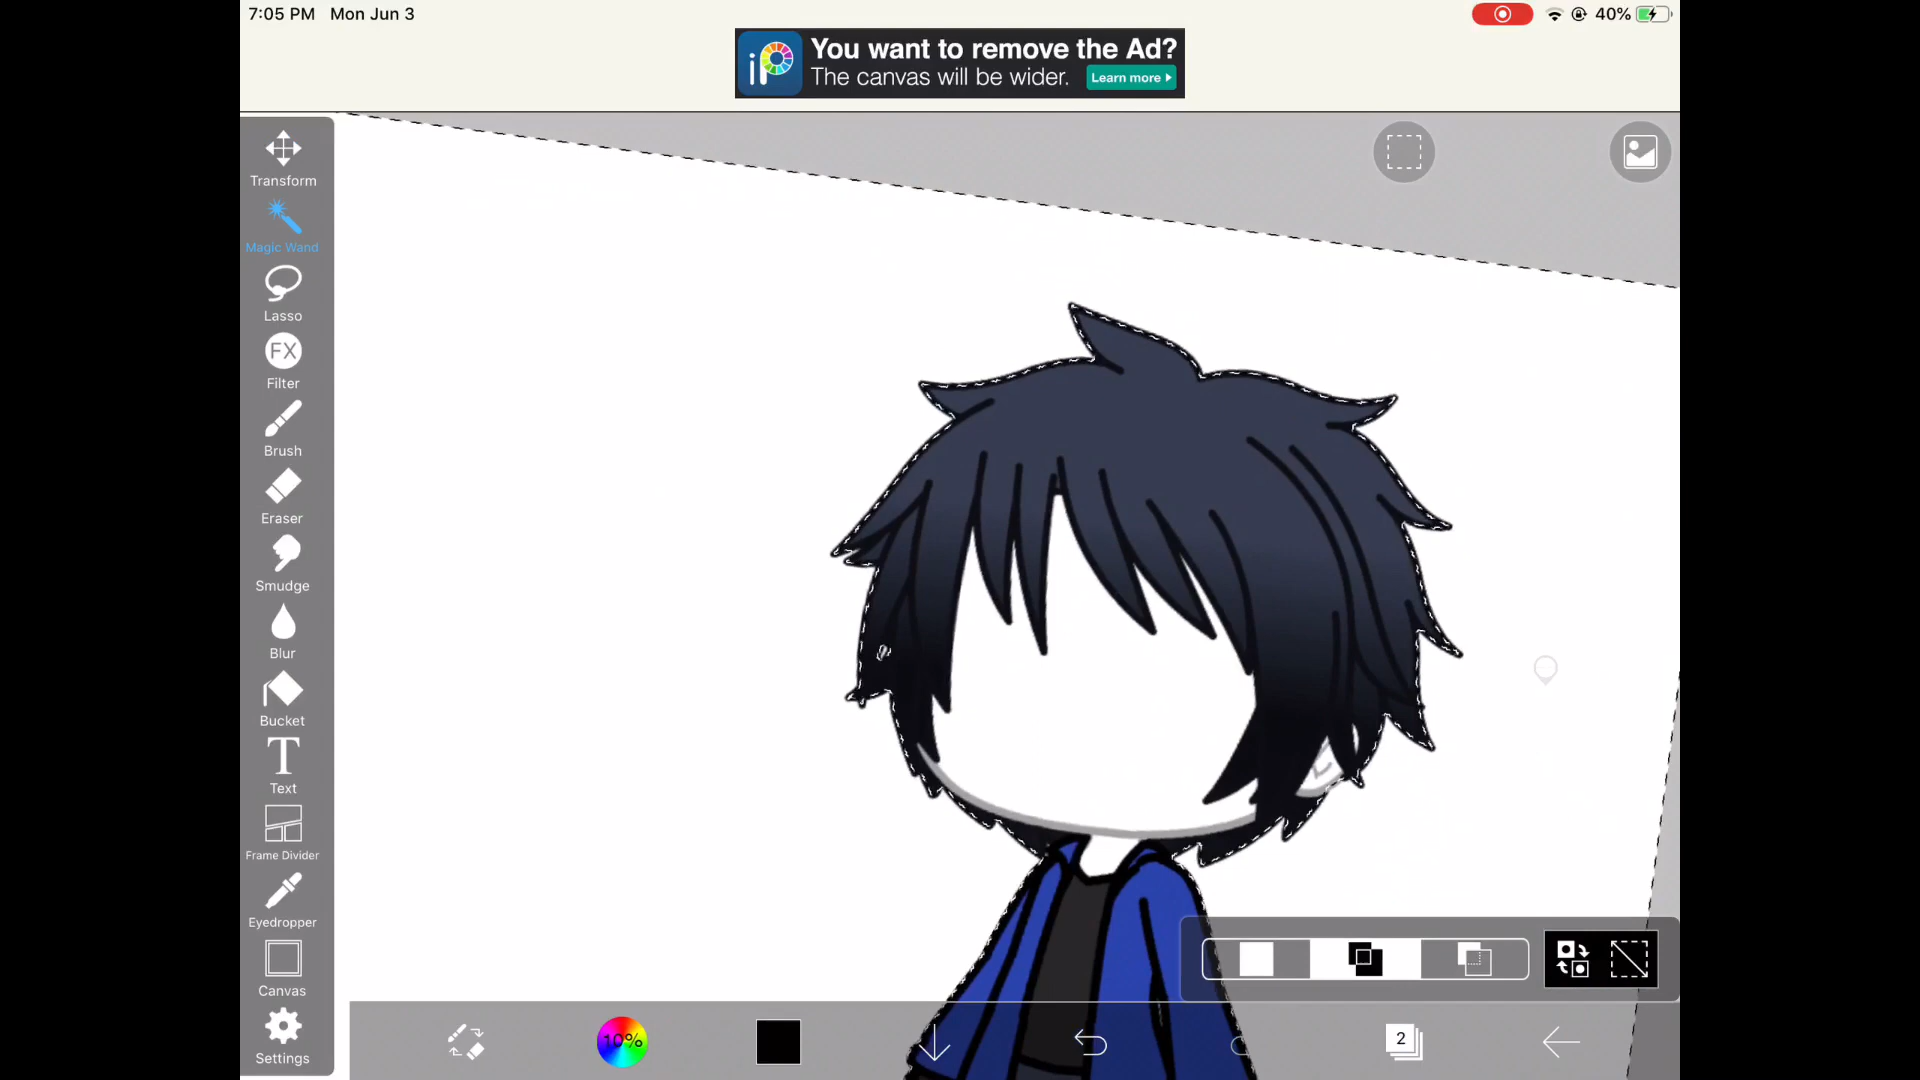 7:05 PM Mon Jun 3
40%
iP
You want to remove the Ad?
The canvas will be wider.
Learn more
Transform
Magic Wand
Lasso
FX
Filter
Brush
Eraser
Smudge
Blur
Bucket
T
Text
Frame Divider
Eyedropper
Canvas
Settings
10%
2